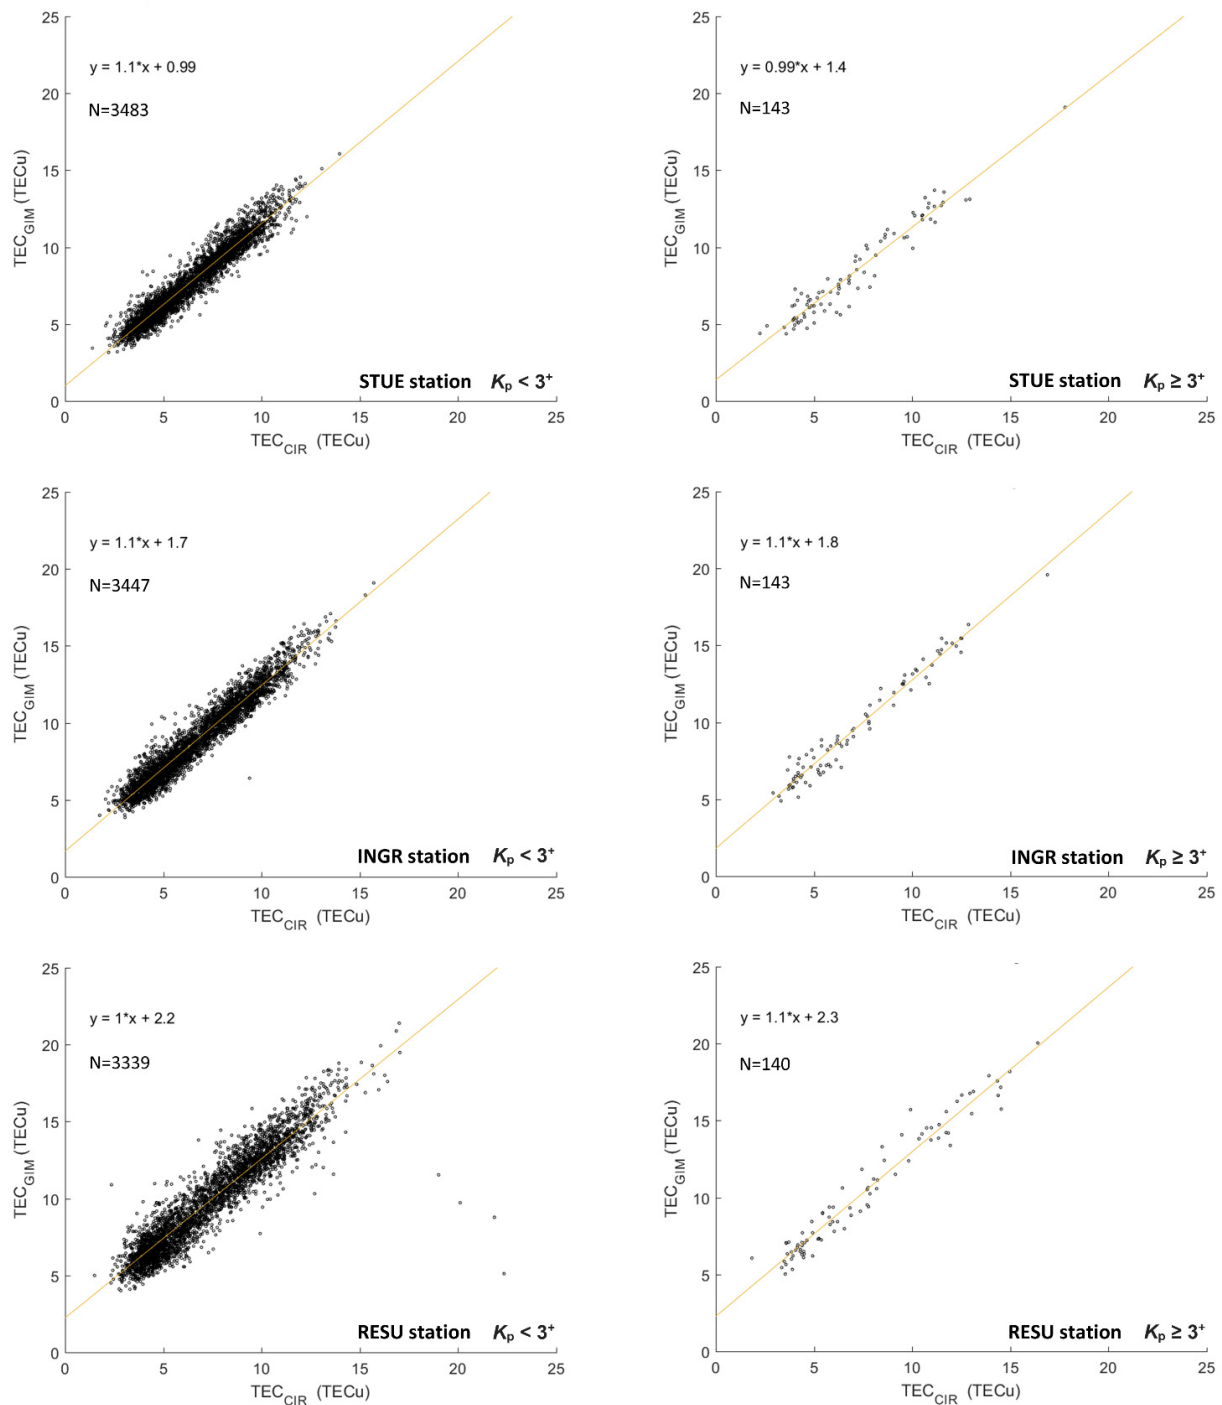 25
20
15
10
5
0
TEC_GIM (TECu)
y = 1.1*x + 0.99
N=3483
STUE station K_p < 3⁺
0 5 10 15 20 25
TEC_CIR (TECu)
25
20
15
10
5
0
TEC_GIM (TECu)
y = 0.99*x + 1.4
N=143
STUE station K_p ≥ 3⁺
0 5 10 15 20 25
TEC_CIR (TECu)
25
20
15
10
5
0
TEC_GIM (TECu)
y = 1.1*x + 1.7
N=3447
INGR station K_p < 3⁺
0 5 10 15 20 25
TEC_CIR (TECu)
25
20
15
10
5
0
TEC_GIM (TECu)
y = 1.1*x + 1.8
N=143
INGR station K_p ≥ 3⁺
0 5 10 15 20 25
TEC_CIR (TECu)
25
20
15
10
5
0
TEC_GIM (TECu)
y = 1*x + 2.2
N=3339
RESU station K_p < 3⁺
0 5 10 15 20 25
TEC_CIR (TECu)
25
20
15
10
5
0
TEC_GIM (TECu)
y = 1.1*x + 2.3
N=140
RESU station K_p ≥ 3⁺
0 5 10 15 20 25
TEC_CIR (TECu)